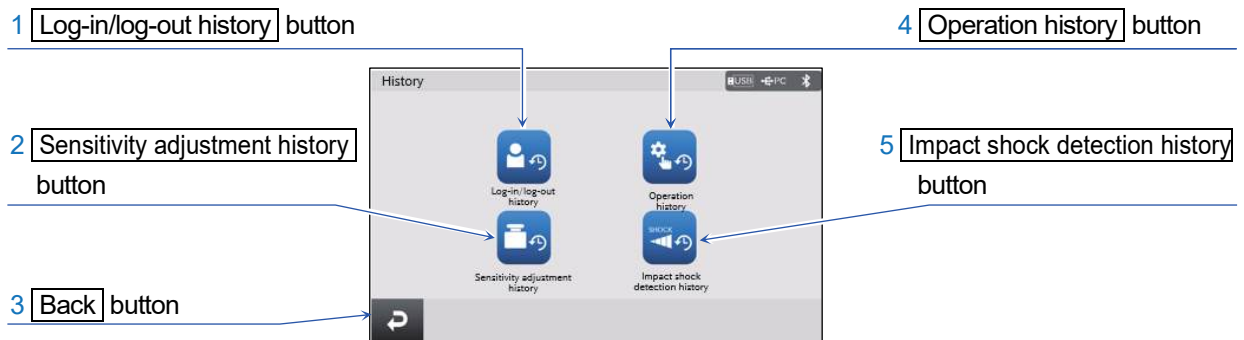 1 Log-in/log-out history button
4 Operation history button
History
USB PC
2 Sensitivity adjustment history
button
5 Impact shock detection history
button
Log-in/log-out
history
Operation
history
SHOCK
Sensitivity adjustment
history
Impact shock
detection history
3 Back button